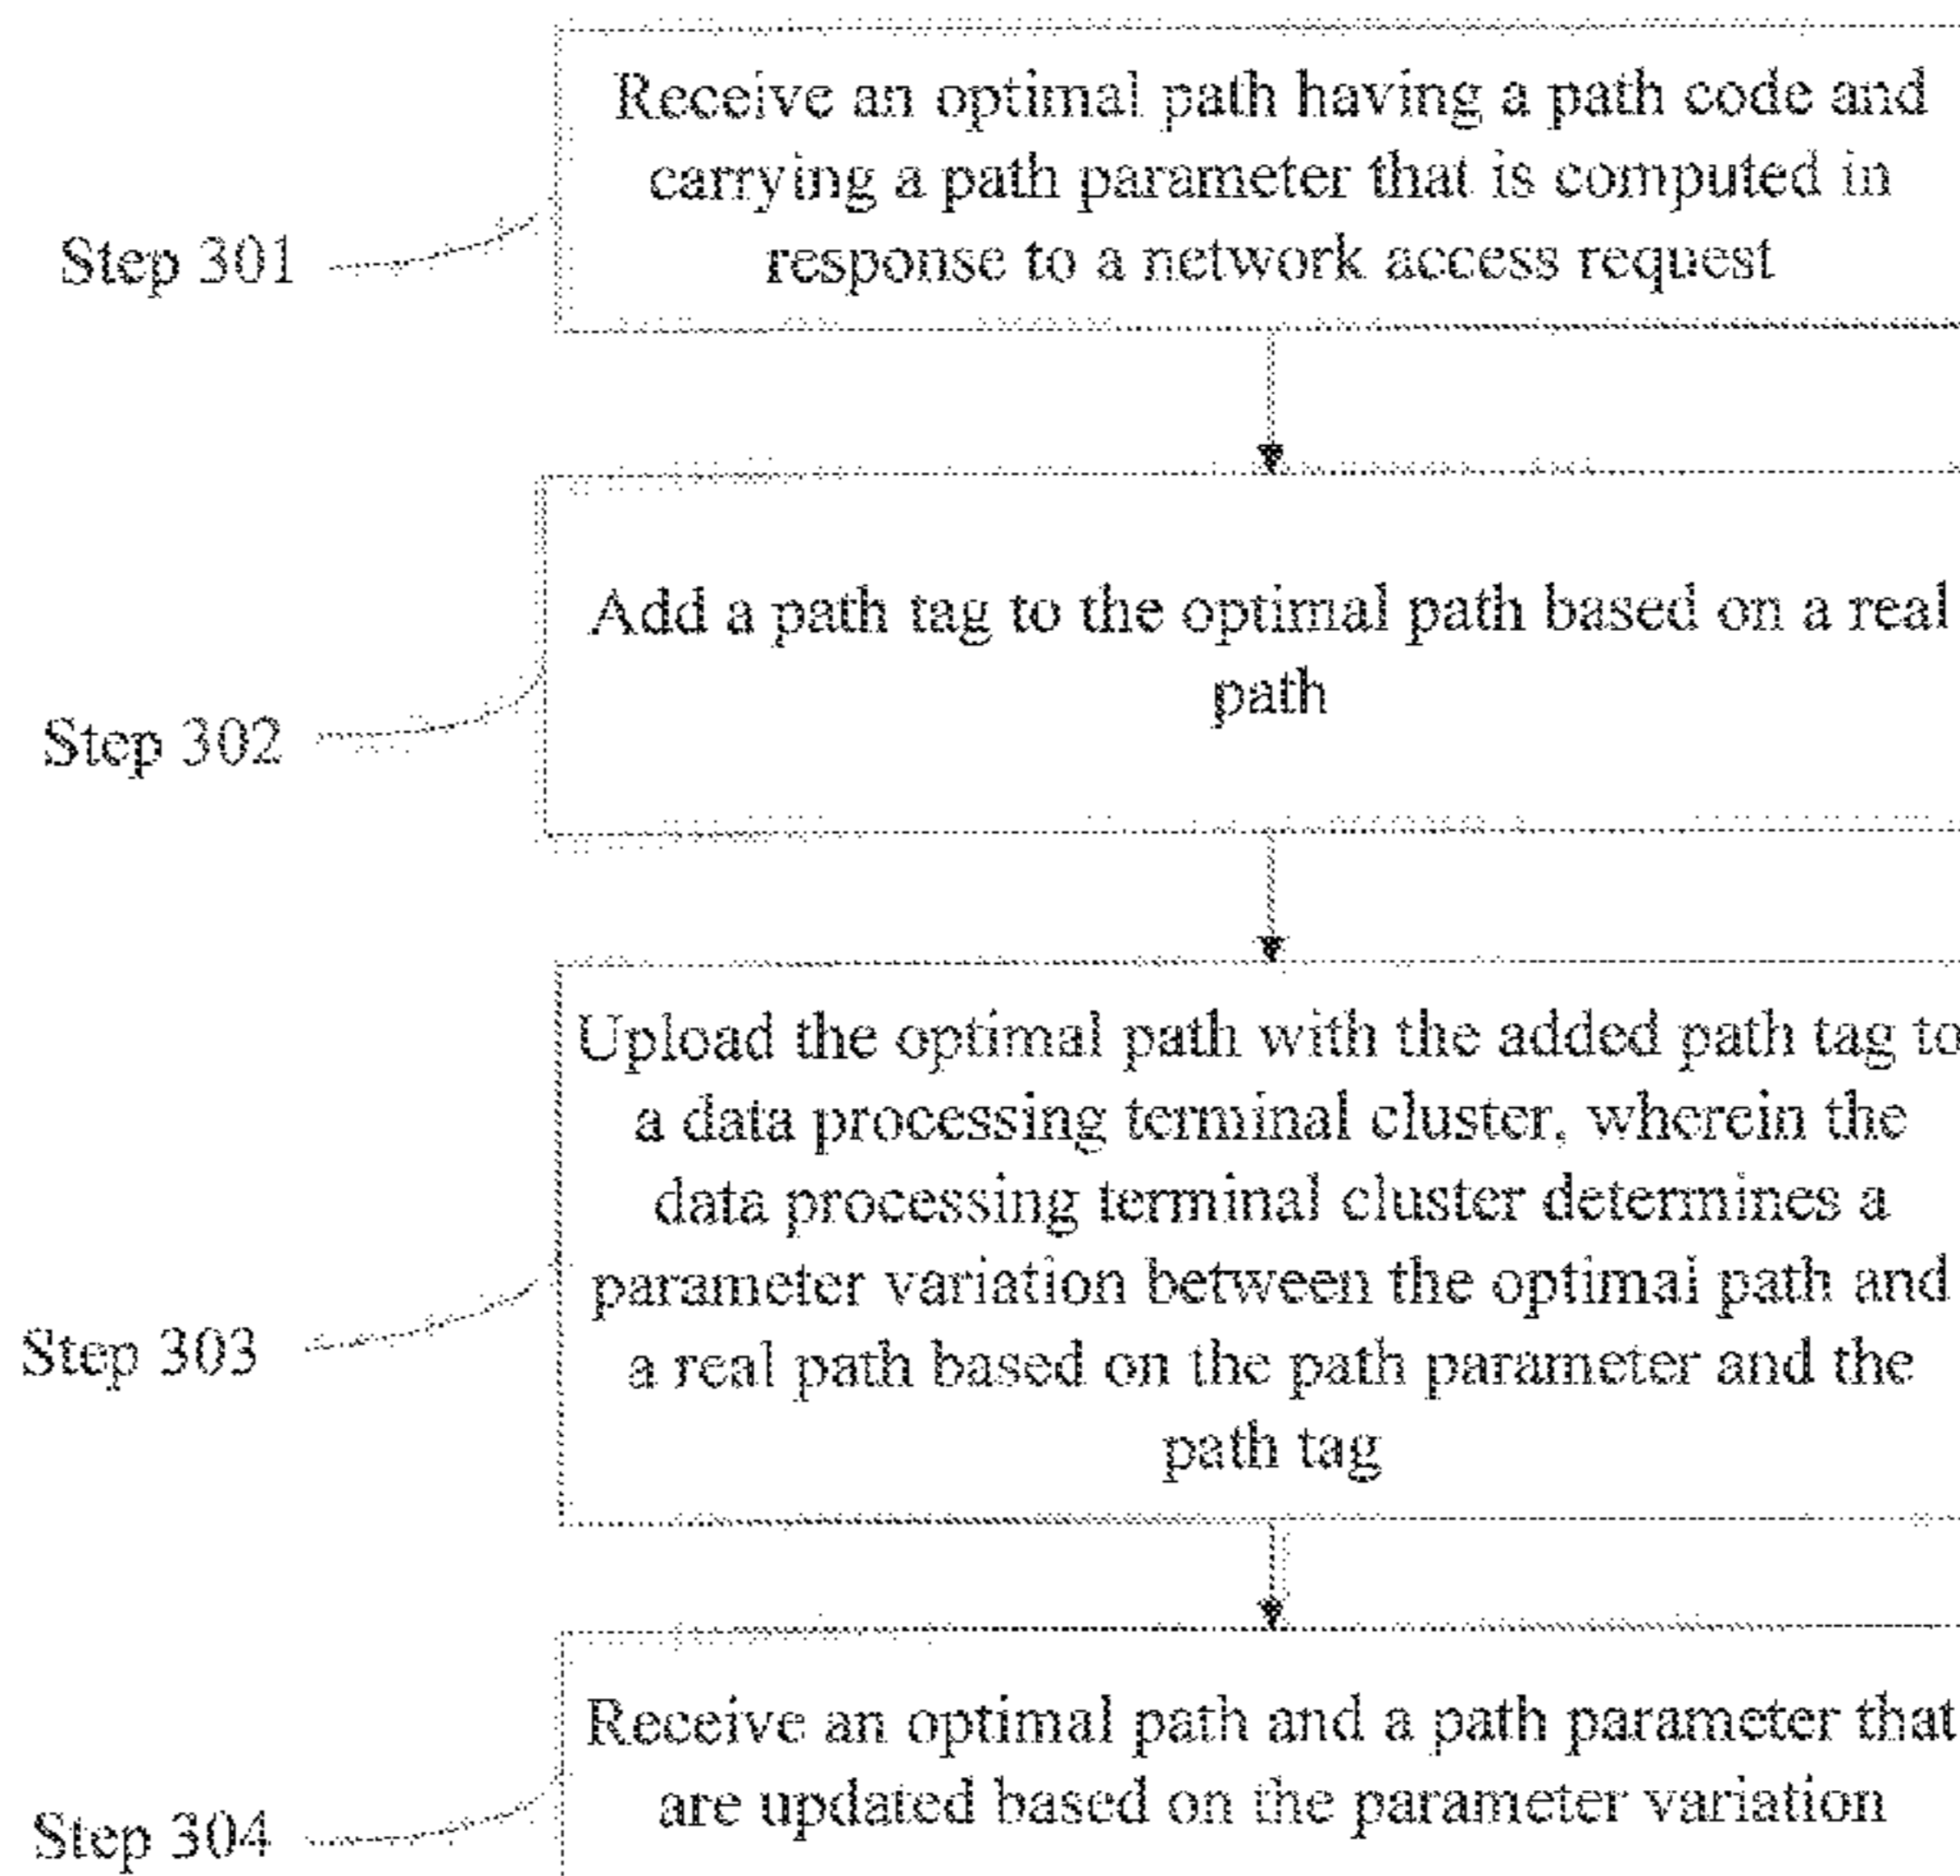 Receive an optimal path having a path code and
carrying a path parameter that is computed in
response to a network access request
Step 301
Add a path tag to the optimal path based on a real
path
Step 302
Upload the optimal path with the added path tag to
a data processing terminal cluster, wherein the
data processing terminal cluster determines a
parameter variation between the optimal path and
a real path based on the path parameter and the
path tag
Step 303
Receive an optimal path and a path parameter that
are updated based on the parameter variation
Step 304